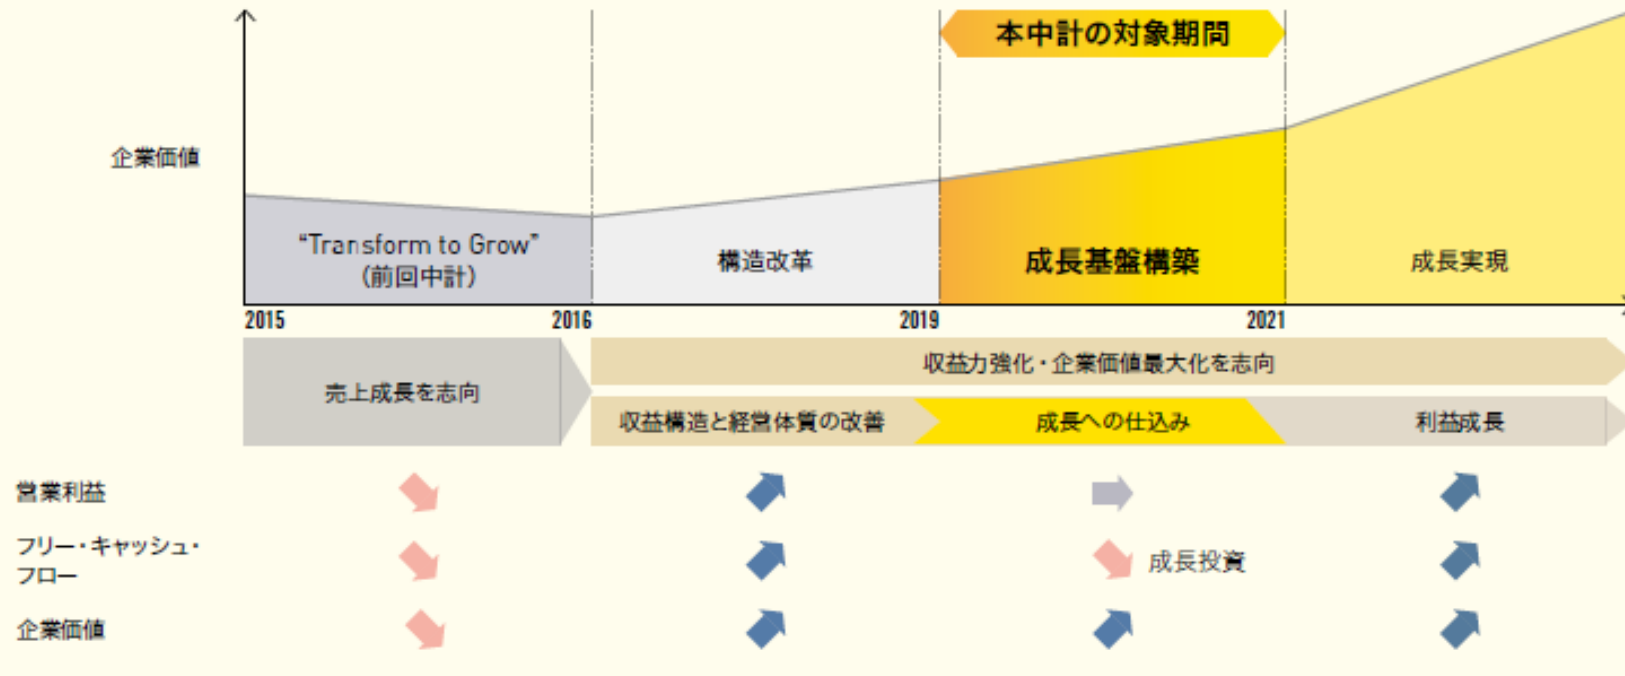 本中計の対象期間
企業価値
“Transform to Grow”
(前回中計)
構造改革
成長基盤構築
成長実現
2015
2016
2019
2021
売上成長を志向
収益力強化・企業価値最大化を志向
収益構造と経営体質の改善
成長への仕込み
利益成長
営業利益
フリー・キャッシュ・
フロー
成長投資
企業価値